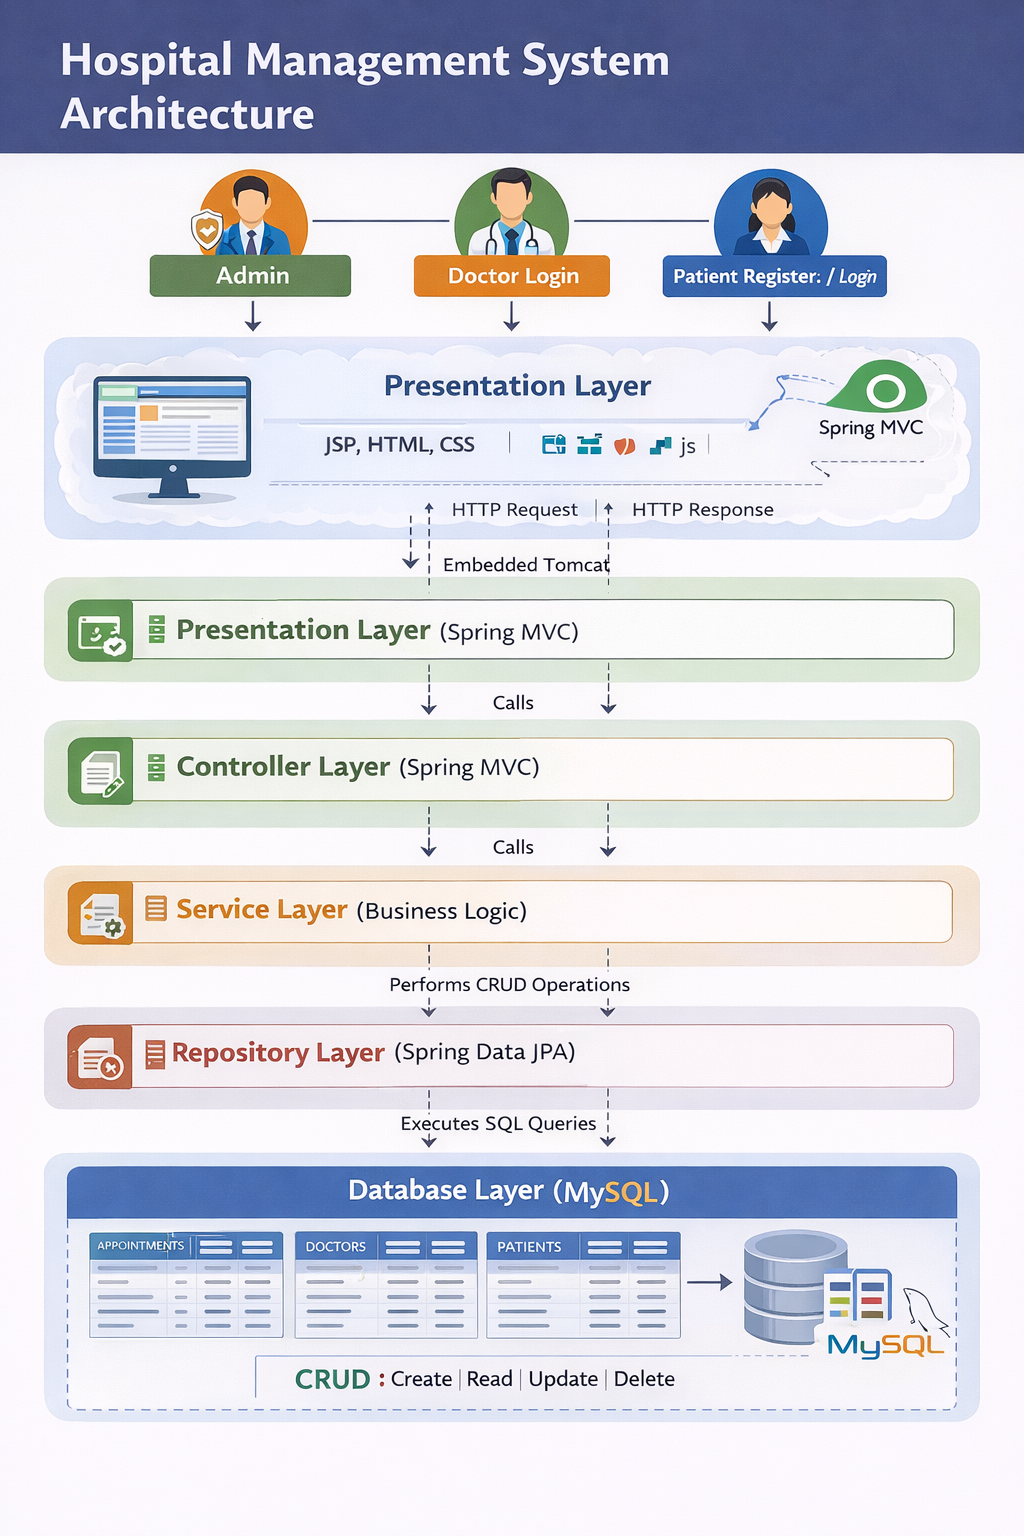 Hospital Management System
Architecture
Admin
Doctor Login
Patient Register: / Login
Presentation Layer
Spring MVC
JSP, HTML, CSS
js
HTTP Request
HTTP Response
Embedded Tomcat
Presentation Layer (Spring MVC)
Calls
Controller Layer (Spring MVC)
Calls
Service Layer (Business Logic)
Performs CRUD Operations
Repository Layer (Spring Data JPA)
Executes SQL Queries
Database Layer (MySQL)
APPOINTMENTS
DOCTORS
PATIENTS
MySQL
CRUD : Create | Read | Update | Delete